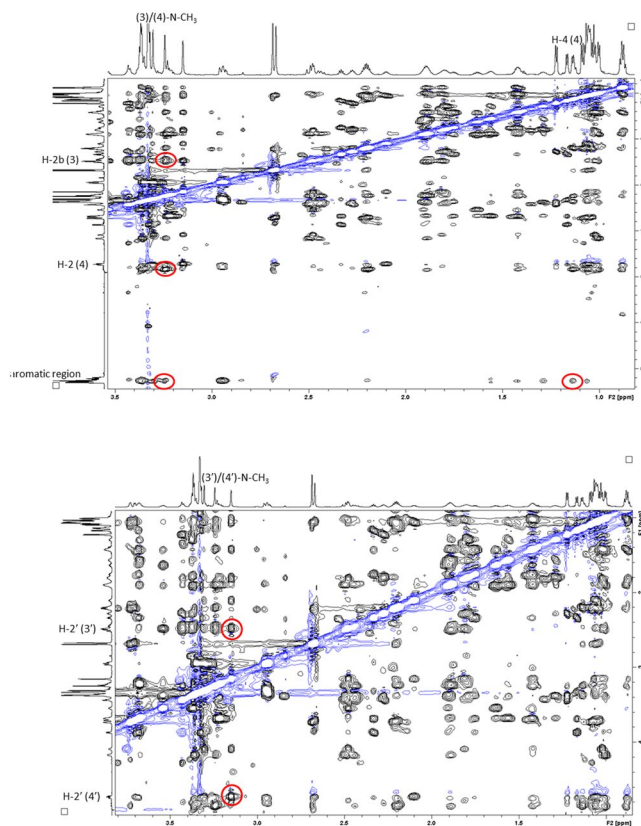 (3)/(4)-N-CH₃
H-4 (4)
H-2b (3)
H-2 (4)
romatic region
3.5 3.0 2.5 2.0 1.5 1.0 F2 [ppm]
(3')/(4')-N-CH₃
H-2' (3')
H-2' (4')
3.5 3.0 2.5 2.0 1.5 F2 [ppm]